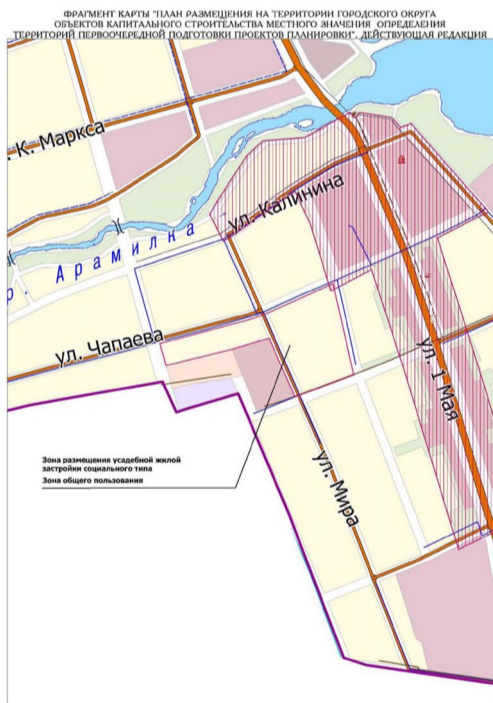 ФРАГМЕНТ КАРТЫ "ПЛАН РАЗМЕЩЕНИЯ НА ТЕРРИТОРИИ ГОРОДСКОГО ОКРУГА
ОБЪЕКТОВ КАПИТАЛЬНОГО СТРОИТЕЛЬСТВА МЕСТНОГО ЗНАЧЕНИЯ ОПРЕДЕЛЕНИЯ
ТЕРРИТОРИЙ ПЕРВООЧЕРЕДНОЙ ПОДГОТОВКИ ПРОЕКТОВ ПЛАНИРОВКИ". ДЕЙСТВУЮЩАЯ РЕДАКЦИЯ
. К. Маркса
ул. Калинина
р. Арамилка
ул. Чапаева
ул. 1 Мая
Зона размещения усадебной жилой
застройки социального типа
Зона общего пользования
ул. Мира